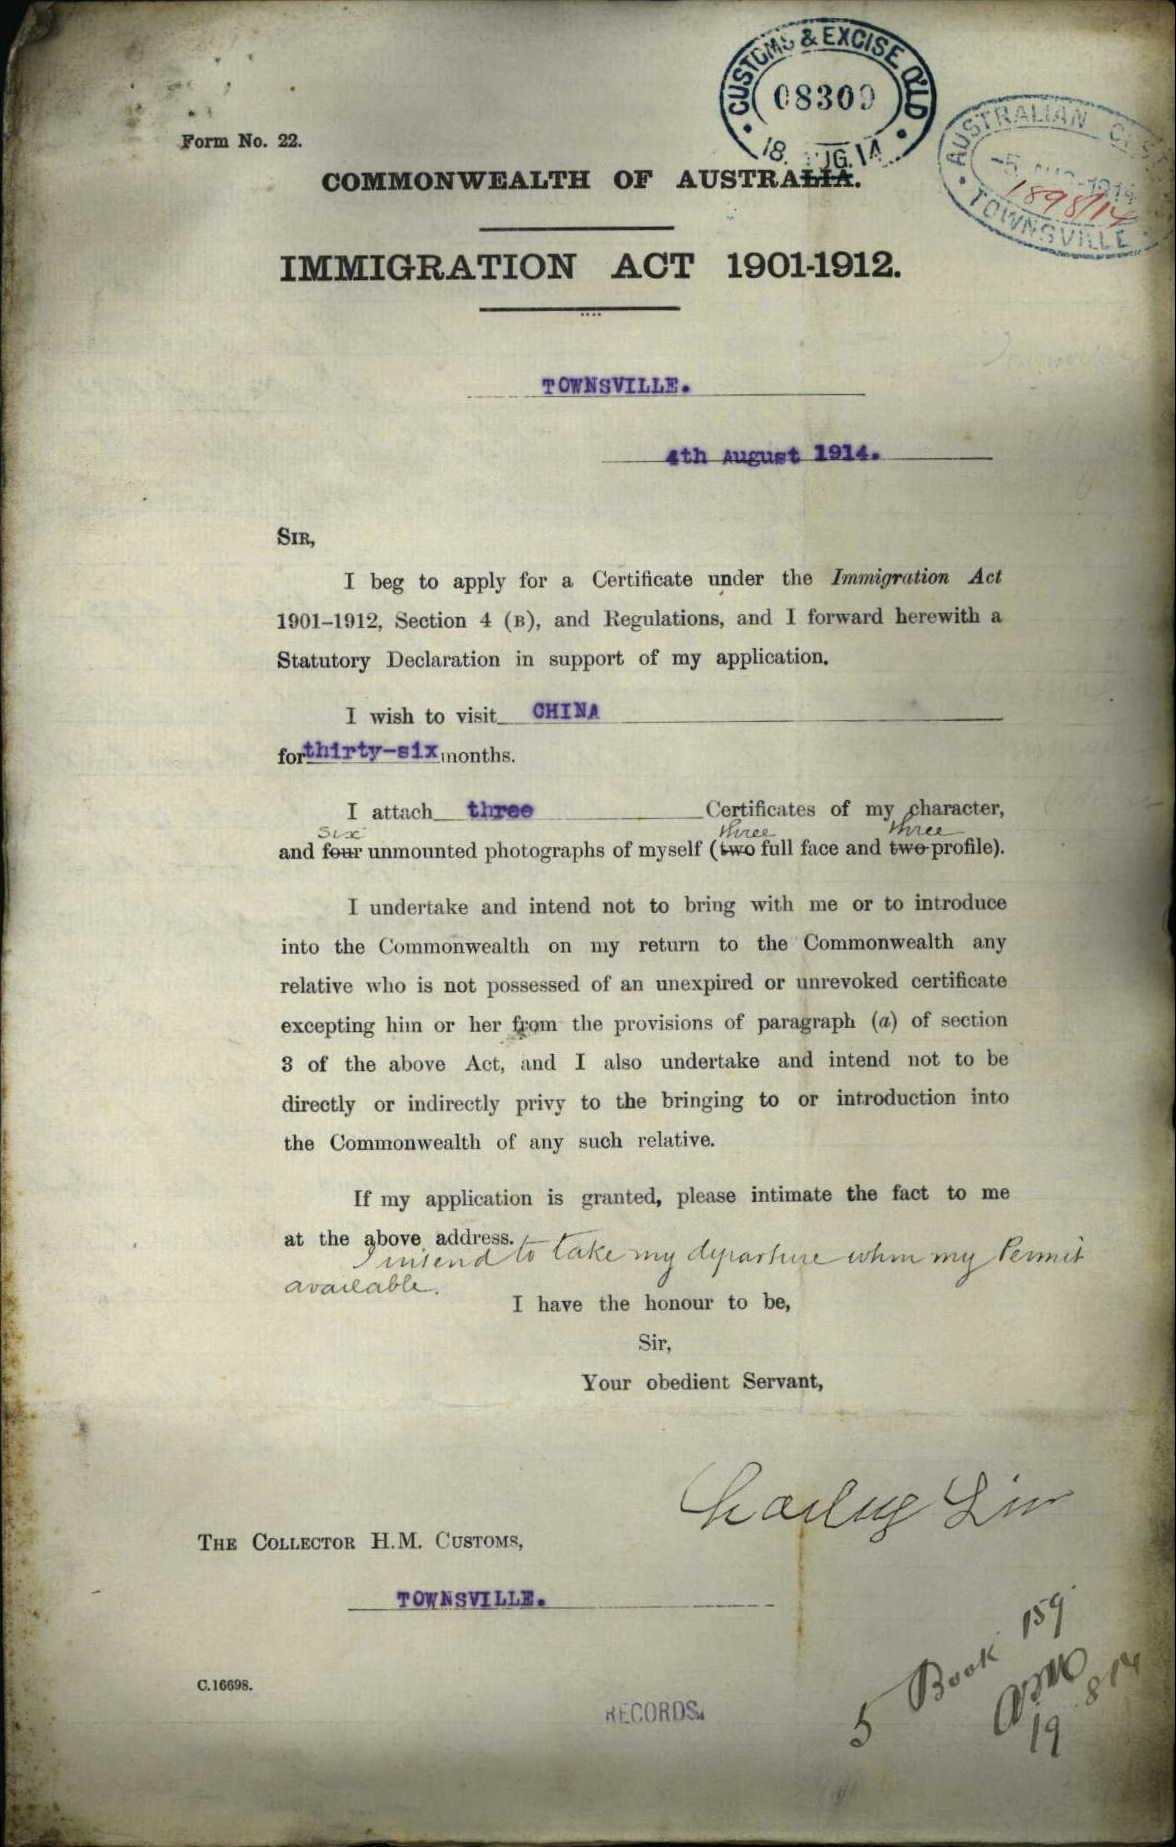 CUSTOMS & EXCISE Q'LD
08309
18. AUG. 14
AUSTRALIAN CUSTOMS
-5 AUG 1914
1898/14
TOWNSVILLE
Form No. 22.
COMMONWEALTH OF AUSTRALIA.
IMMIGRATION ACT 1901-1912.
TOWNSVILLE.
4th August 1914.
SIR,
I beg to apply for a Certificate under the Immigration Act
1901–1912, Section 4 (B), and Regulations, and I forward herewith a
Statutory Declaration in support of my application.
I wish to visit CHINA
for thirty-six months.
I attach three Certificates of my character,
six three three
and four unmounted photographs of myself (two full face and two profile).
I undertake and intend not to bring with me or to introduce
into the Commonwealth on my return to the Commonwealth any
relative who is not possessed of an unexpired or unrevoked certificate
excepting him or her from the provisions of paragraph (a) of section
3 of the above Act, and I also undertake and intend not to be
directly or indirectly privy to the bringing to or introduction into
the Commonwealth of any such relative.
If my application is granted, please intimate the fact to me
at the above address.
I intend to take my departure when my Permit
available.
I have the honour to be,
Sir,
Your obedient Servant,
Lin
THE COLLECTOR H.M. CUSTOMS,
TOWNSVILLE.
C.16698.
RECORDS.
5 Book 159
19 8 14